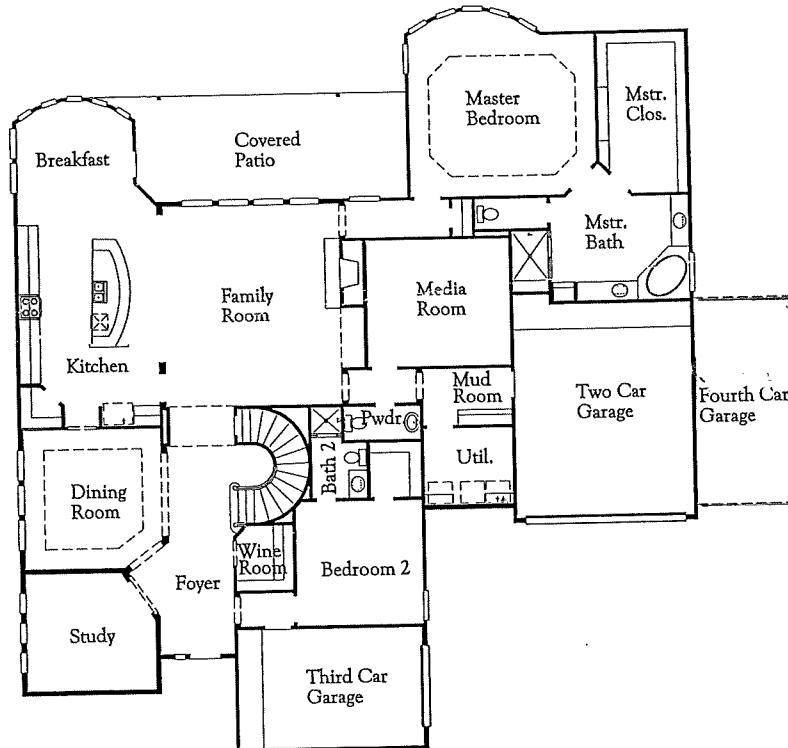 Master
Bedroom
Mstr.
Clos.
Covered
Patio
Breakfast
Mstr.
Bath
Family
Room
Media
Room
Kitchen
Mud
Room
Two Car
Garage
Fourth Car
Garage
Pwdr.
Bath 2
Util.
Dining
Room
Wine
Room
Foyer
Bedroom 2
Study
Third Car
Garage